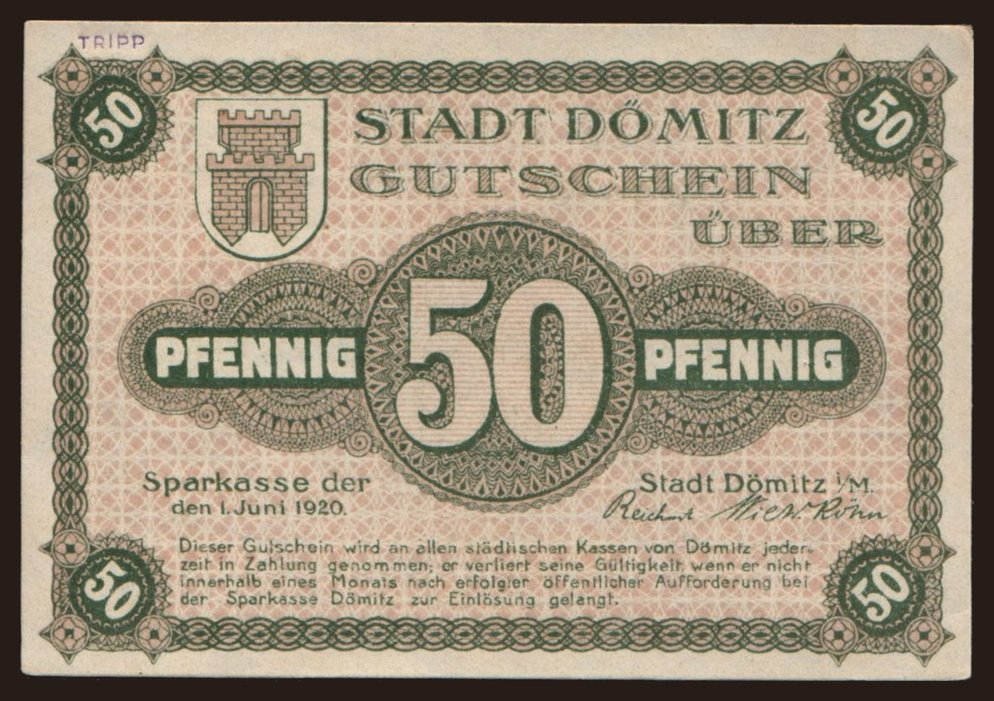 TRIPP
50 50
STADT DÖMITZ
GUTSCHEIN
ÜBER
PFENNIG 50 PFENNIG
Sparkasse der Stadt Dömitz i/M.
den 1. Juni 1920. Reichardt
Dieser Gutschein wird an allen städtischen Kassen von Dömitz jeder-
zeit in Zahlung genommen; er verliert seine Gültigkeit, wenn er nicht
innerhalb eines Monats nach erfolgter öffentlicher Aufforderung bei
der Sparkasse Dömitz zur Einlösung gelangt.
50 50